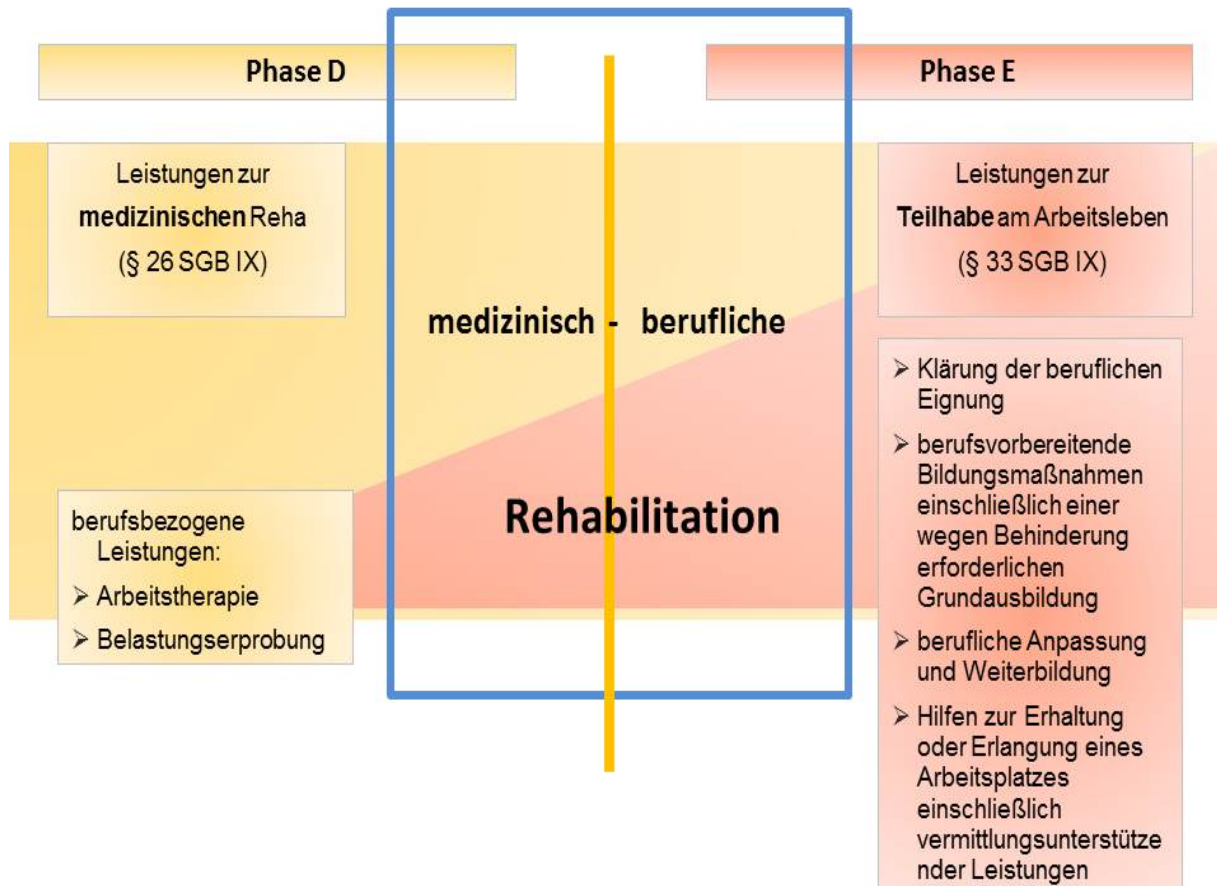 Phase D
Leistungen zur
medizinischen Reha
(§ 26 SGB IX)
berufsbezogene
Leistungen:
➢ Arbeitstherapie
➢ Belastungserprobung
medizinisch - berufliche
Rehabilitation
Phase E
Leistungen zur
Teilhabe am Arbeitsleben
(§ 33 SGB IX)
➢ Klärung der beruflichen
Eignung
➢ berufsvorbereitende
Bildungsmaßnahmen
einschließlich einer
wegen Behinderung
erforderlichen
Grundausbildung
➢ berufliche Anpassung
und Weiterbildung
➢ Hilfen zur Erhaltung
oder Erlangung eines
Arbeitsplatzes
einschließlich
vermittlungsunterstütze
nder Leistungen